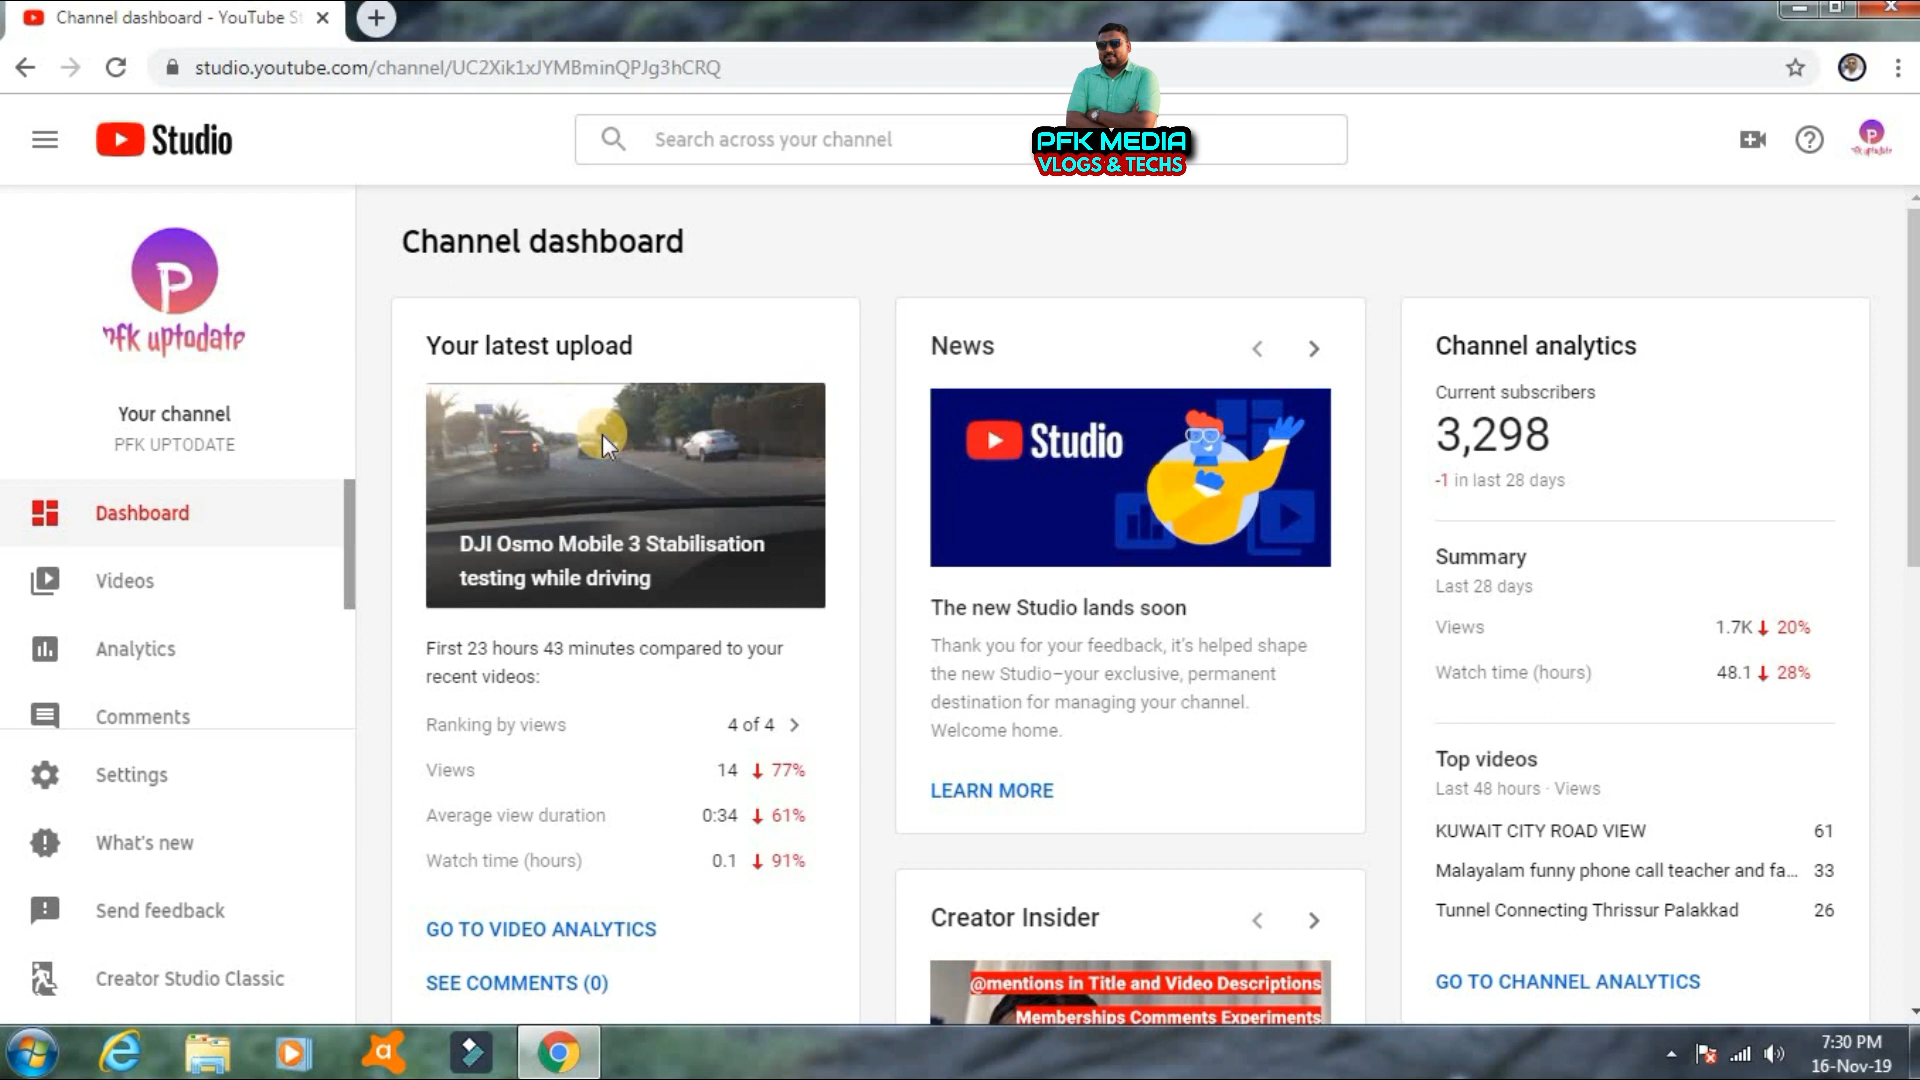 Channel dashboard - YouTube S
studio.youtube.com/channel/UC2Xik1xJYMBminQPJg3hCRQ
Studio
Search across your channel
PFK MEDIA
VLOGS & TECHS
P
Pfk uptodate
Your channel
PFK UPTODATE
Dashboard
Videos
Analytics
Comments
Settings
What's new
Send feedback
Creator Studio Classic
Channel dashboard
Your latest upload
DJI Osmo Mobile 3 Stabilisation
testing while driving
First 23 hours 43 minutes compared to your
recent videos:
Ranking by views 4 of 4
Views 14 77%
Average view duration 0:34 61%
Watch time (hours) 0.1 91%
GO TO VIDEO ANALYTICS
SEE COMMENTS (0)
News
Studio
The new Studio lands soon
Thank you for your feedback, it's helped shape
the new Studio–your exclusive, permanent
destination for managing your channel.
Welcome home.
LEARN MORE
Creator Insider
@mentions in Title and Video Descriptions
Memberships Comments Experiments
Channel analytics
Current subscribers
3,298
-1 in last 28 days
Summary
Last 28 days
Views 1.7K 20%
Watch time (hours) 48.1 28%
Top videos
Last 48 hours · Views
KUWAIT CITY ROAD VIEW 61
Malayalam funny phone call teacher and fa... 33
Tunnel Connecting Thrissur Palakkad 26
GO TO CHANNEL ANALYTICS
7:30 PM
16-Nov-19